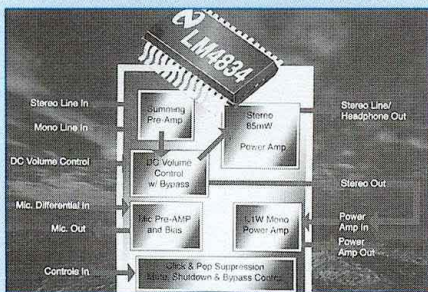 LM4834
Stereo Line In
Mono Line In
DC Volume Control
Mic. Differential In
Mic. Out
Controls In
Summing
Pre-Amp
DC Volume
Control
w/ Bypass
Mic Pre-AMP
and Bias
Stereo
85mW
Power Amp
1.1W Mono
Power Amp
Click & Pop Suppression
Mute, Shutdown & Bypass Control
Stereo Line/
Headphone Out
Stereo Out
Power
Amp In
Power
Amp Out